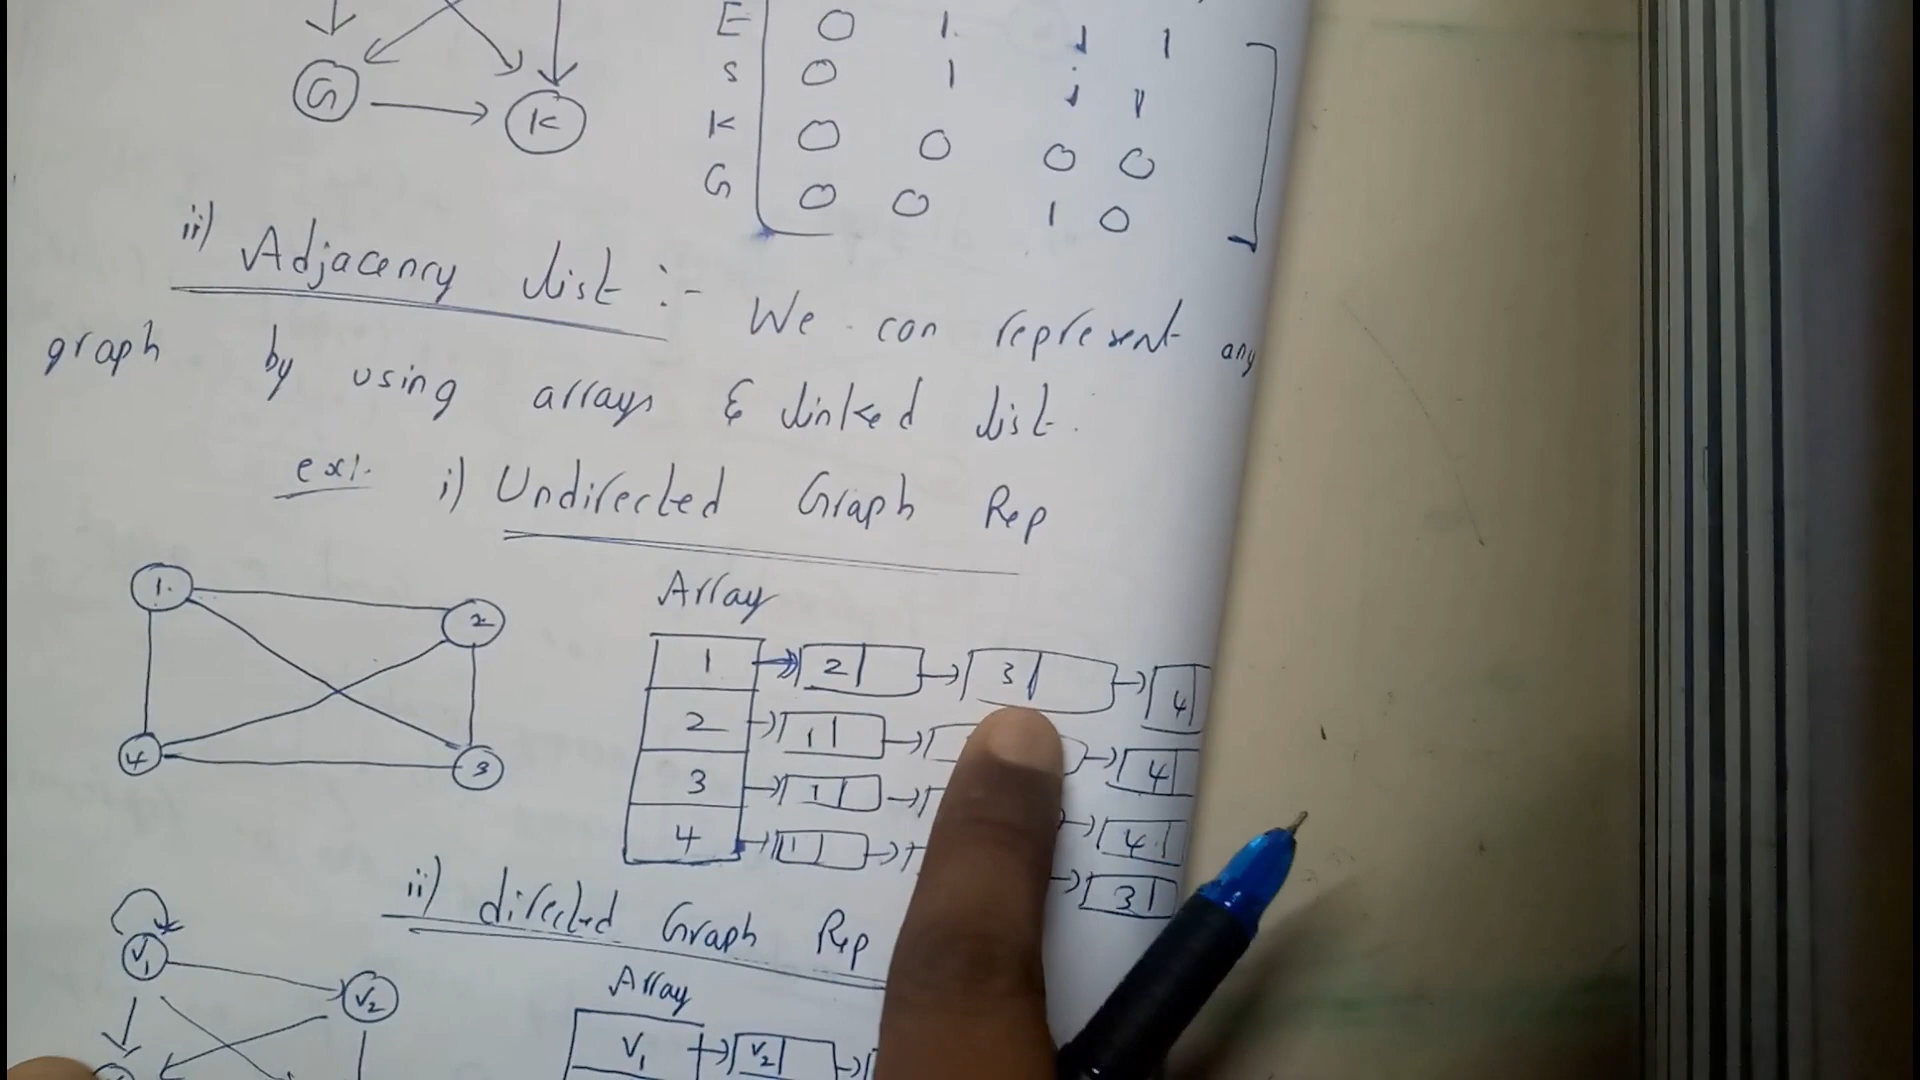 E 0 1 1 1
S 0 1 1 1
G K
K 0 0 0 0
G 0 0 1 0
ii) Adjacency list :- We can represent any
graph by using arrays & linked list.
ex1. i) Undirected Graph Rep
Array
1 2
1 2 3 4
2 1 4
3 1 4
4 1 3
4 3
ii) directed Graph Rep
V1
V2
Array
V1 V2